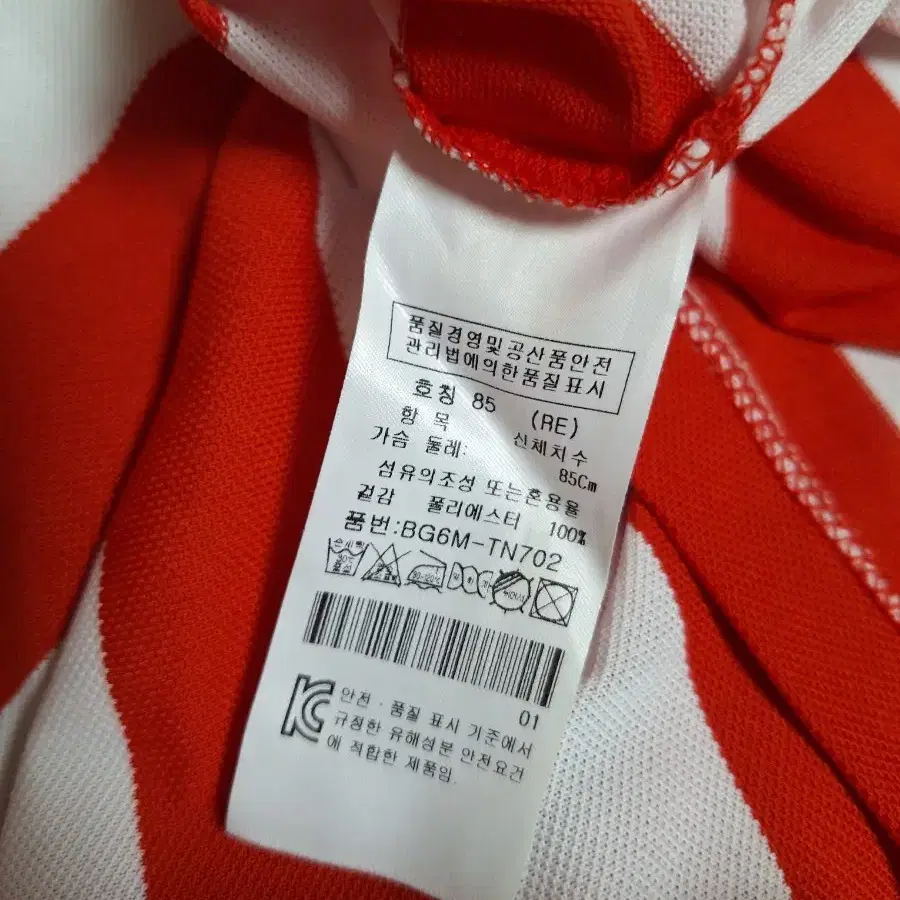 품질경영및공산품안전
관리법에의한품질표시
호칭 85 (RE)
항 목 신체치수
가슴 둘레: 85Cm
섬유의조성 또는혼용율
겉감 폴리에스터 100%
품번:BG6M-TN702
01
KC 안전·품질 표시 기준에서
규정한 유해성분 안전요건
에 적합한 제품임.